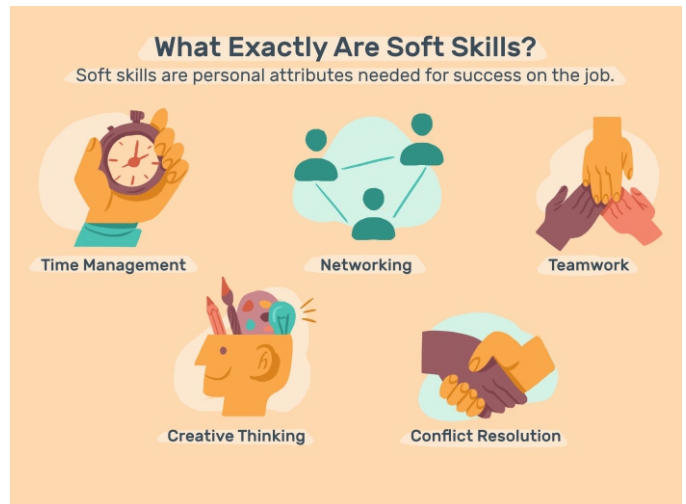 What Exactly Are Soft Skills?
Soft skills are personal attributes needed for success on the job.
Time Management
Networking
Teamwork
Creative Thinking
Conflict Resolution